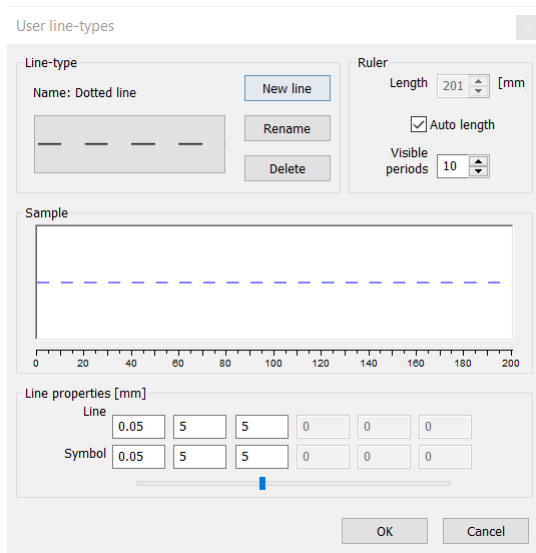 User line-types
Line-type
Name: Dotted line
New line
Rename
Delete
Ruler
Length 201 [mm
Auto length
Visible
periods 10
Sample
0 20 40 60 80 100 120 140 160 180 200
Line properties [mm]
Line 0.05 5 5 0 0 0
Symbol 0.05 5 5 0 0 0
OK Cancel